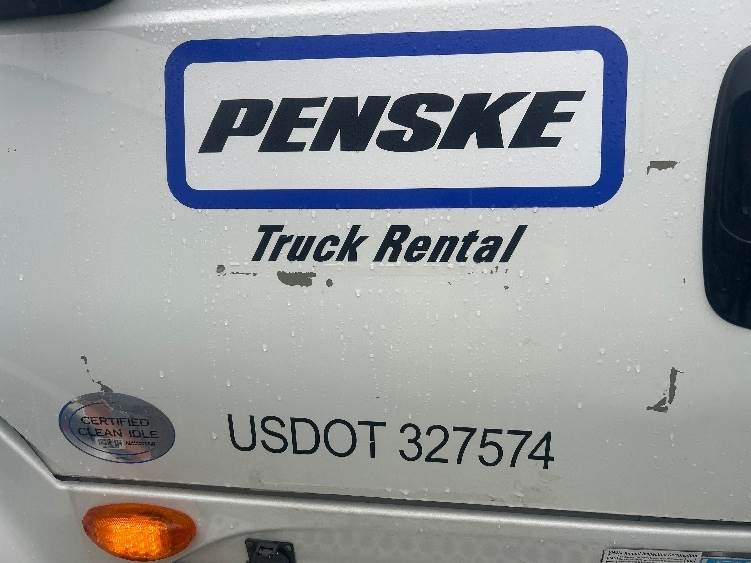 PENSKE
Truck Rental
CERTIFIED
CLEAN IDLE
USDOT 327574